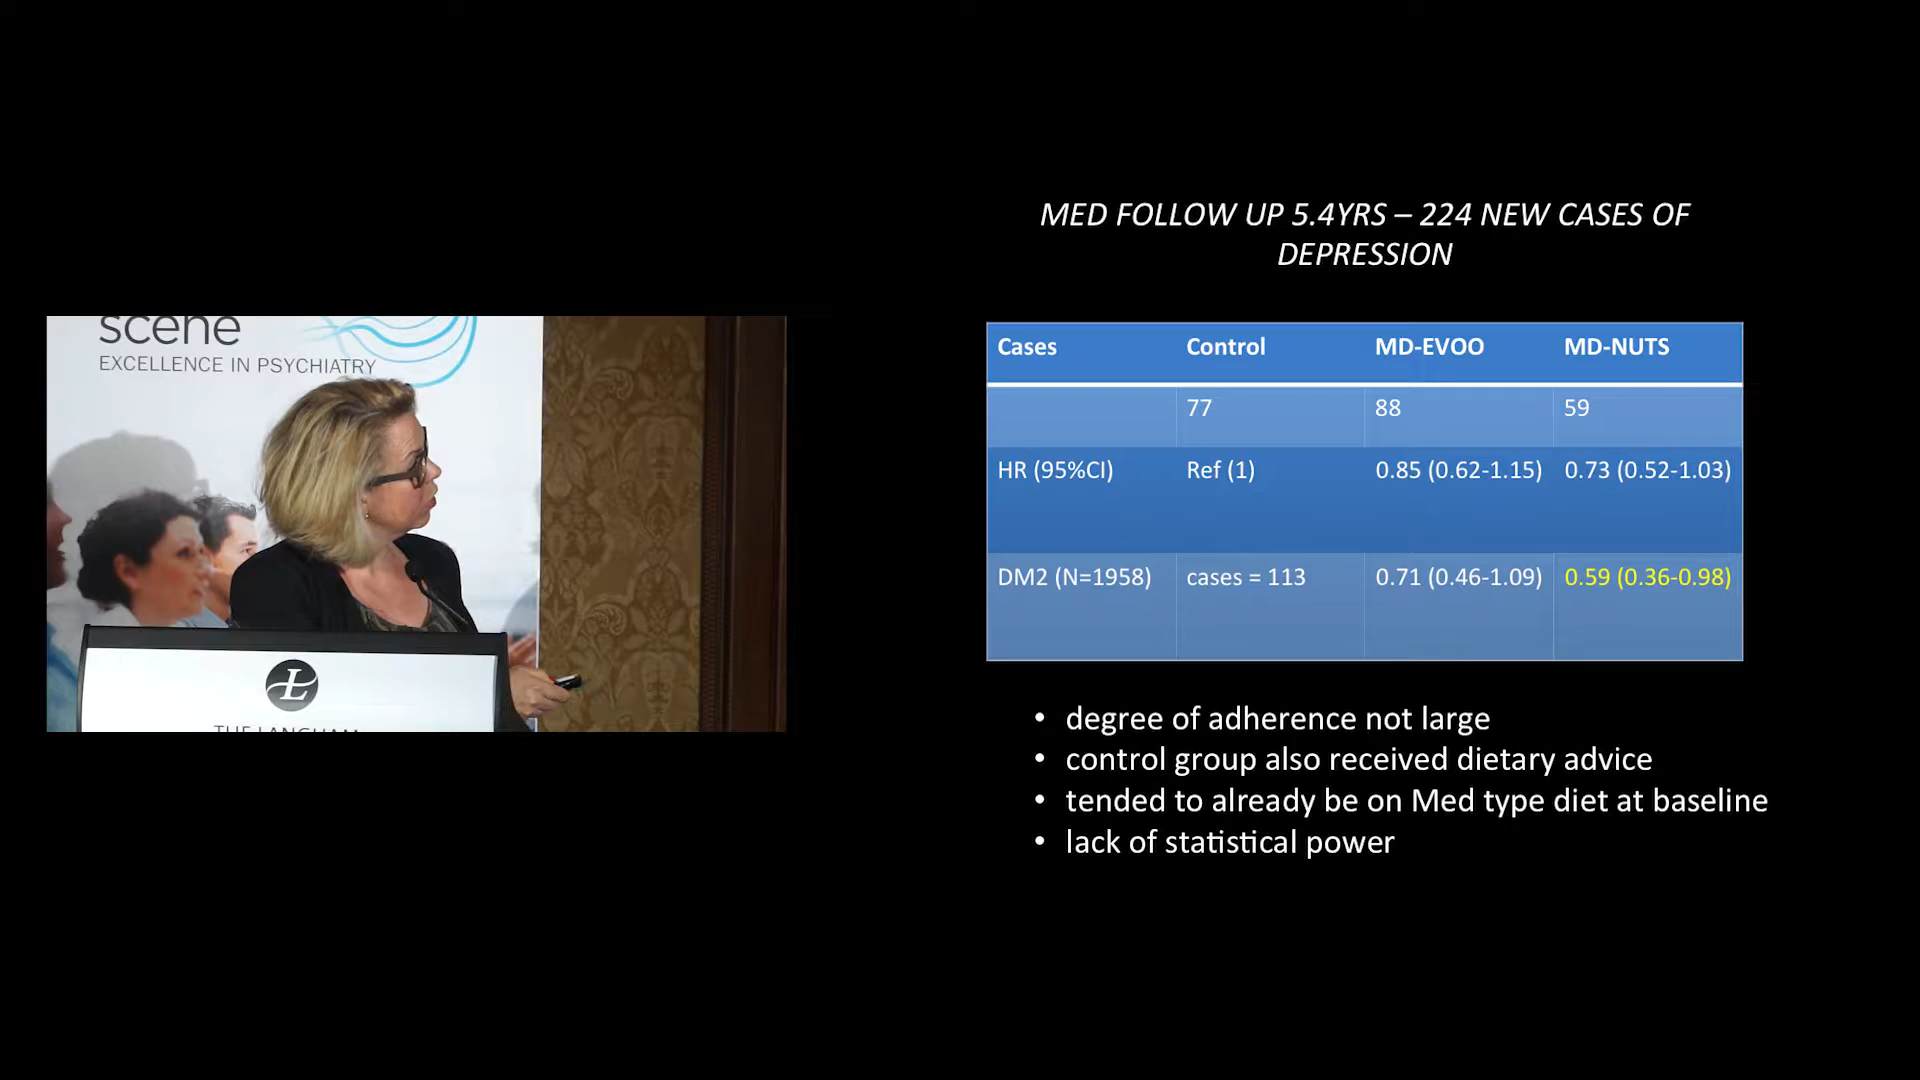 scene
EXCELLENCE IN PSYCHIATRY
L
THE LANGHAM
MED FOLLOW UP 5.4YRS – 224 NEW CASES OF
DEPRESSION
Cases Control MD-EVOO MD-NUTS
77 88 59
HR (95%CI) Ref (1) 0.85 (0.62-1.15) 0.73 (0.52-1.03)
DM2 (N=1958) cases = 113 0.71 (0.46-1.09) 0.59 (0.36-0.98)
• degree of adherence not large
• control group also received dietary advice
• tended to already be on Med type diet at baseline
• lack of statistical power